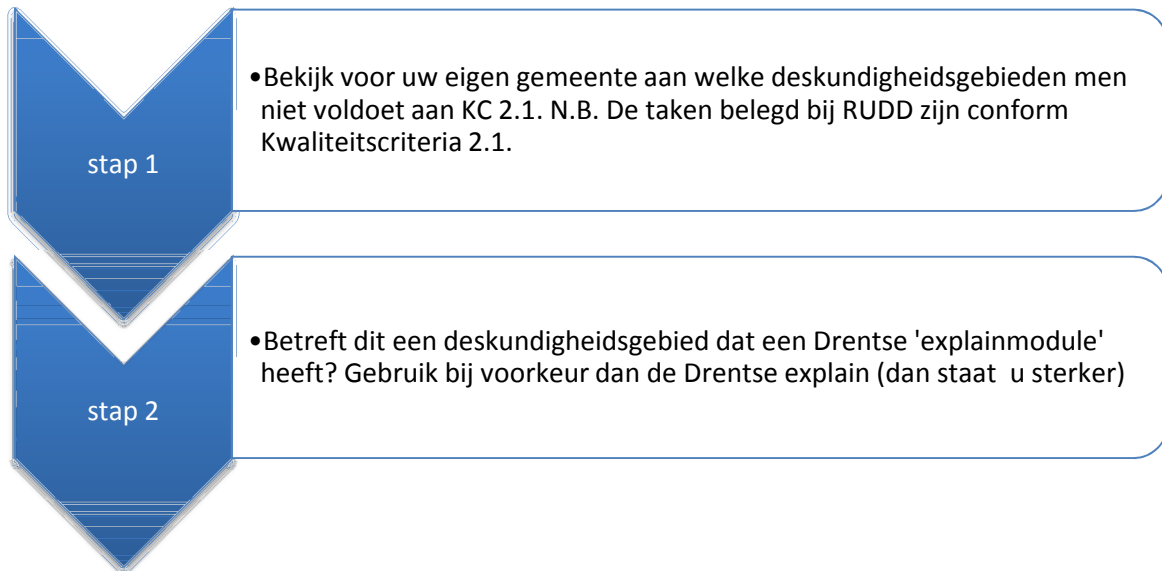 stap 1
•Bekijk voor uw eigen gemeente aan welke deskundigheidsgebieden men
niet voldoet aan KC 2.1. N.B. De taken belegd bij RUDD zijn conform
Kwaliteitscriteria 2.1.
stap 2
•Betreft dit een deskundigheidsgebied dat een Drentse 'explainmodule'
heeft? Gebruik bij voorkeur dan de Drentse explain (dan staat u sterker)